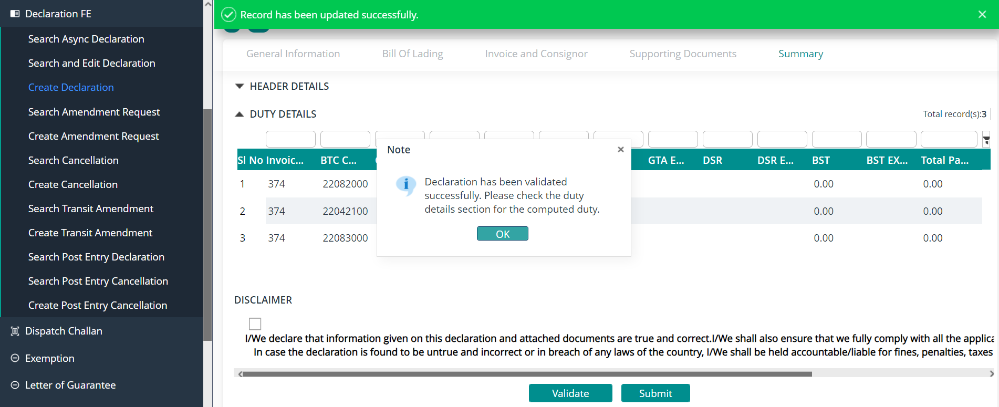 Declaration FE
Search Async Declaration
Search and Edit Declaration
Create Declaration
Search Amendment Request
Create Amendment Request
Search Cancellation
Create Cancellation
Search Transit Amendment
Create Transit Amendment
Search Post Entry Declaration
Search Post Entry Cancellation
Create Post Entry Cancellation
Dispatch Challan
Exemption
Letter of Guarantee
Record has been updated successfully.
General Information Bill Of Lading Invoice and Consignor Supporting Documents Summary
HEADER DETAILS
DUTY DETAILS Total record(s):3
Sl No Invoic... BTC C... GTA E... DSR DSR E... BST BST EX... Total Pa...
1 374 22082000 0.00 0.00
2 374 22042100 0.00 0.00
3 374 22083000 0.00 0.00
Note
Declaration has been validated
successfully. Please check the duty
details section for the computed duty.
OK
DISCLAIMER
I/We declare that information given on this declaration and attached documents are true and correct.I/We shall also ensure that we fully comply with all the applica
In case the declaration is found to be untrue and incorrect or in breach of any laws of the country, I/We shall be held accountable/liable for fines, penalties, taxes
Validate Submit